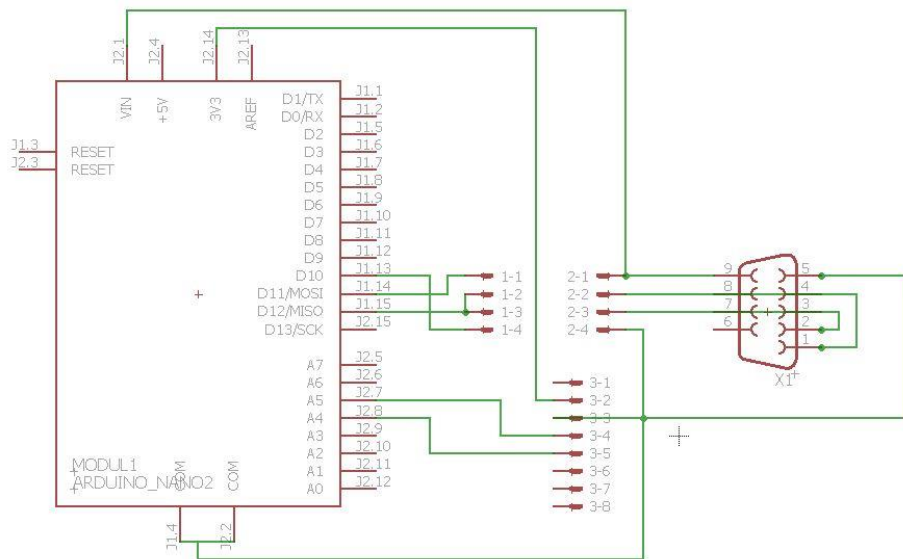 J2.1
J2.4
J2.14
J2.13
VIN
+5V
3V3
AREF
J1.3
RESET
J2.3
RESET
D1/TX
J1.1
D0/RX
J1.2
D2
J1.5
D3
J1.6
D4
J1.7
D5
J1.8
D6
J1.9
D7
J1.10
D8
J1.11
D9
J1.12
D10
J1.13
D11/MOSI
J1.14
D12/MISO
J1.15
D13/SCK
J2.15
A7
J2.5
A6
J2.6
A5
J2.7
A4
J2.8
A3
J2.9
A2
J2.10
A1
J2.11
A0
J2.12
MODUL1
ARDUINO_NANO2
COM
COM
J1.4
J2.2
1-1
1-2
1-3
1-4
2-1
2-2
2-3
2-4
3-1
3-2
3-3
3-4
3-5
3-6
3-7
3-8
9
8
7
6
5
4
3
2
1
X1